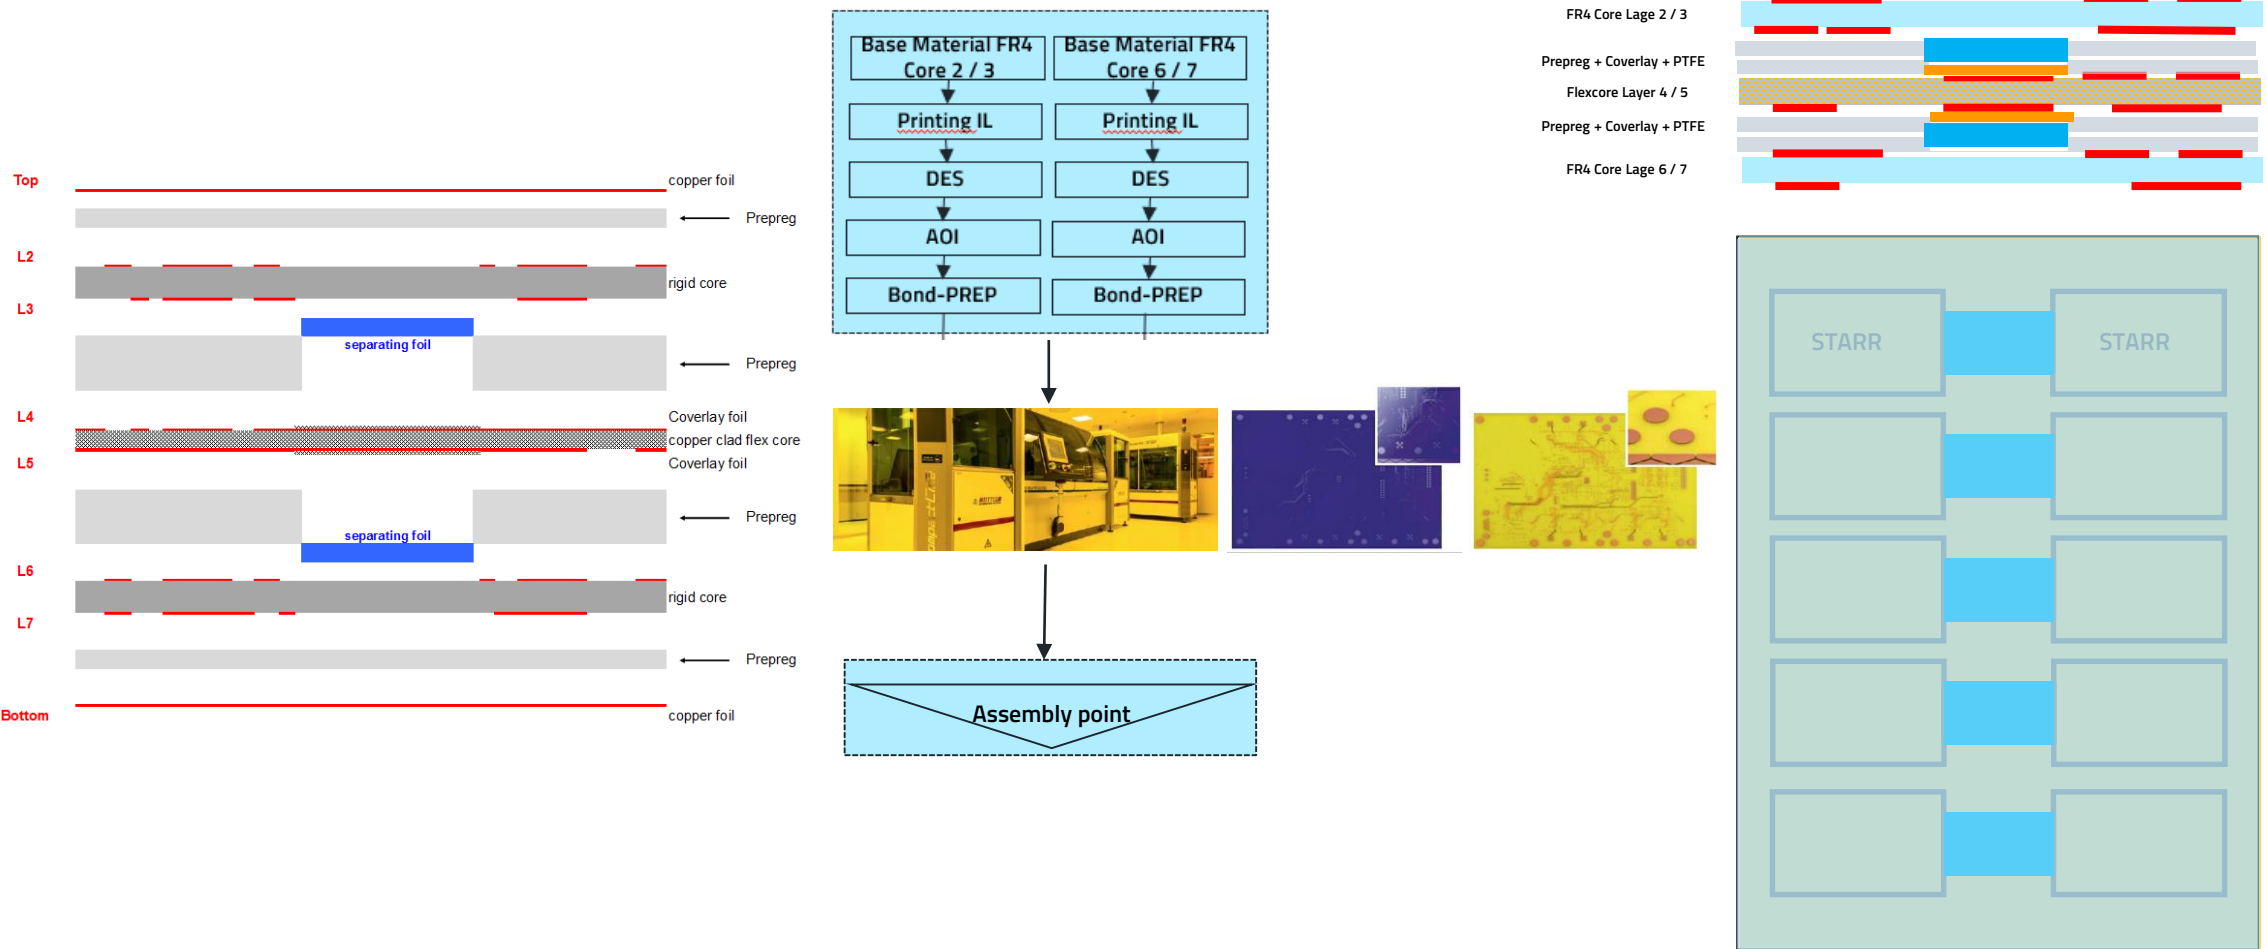 Top
copper foil
Prepreg
L2
rigid core
L3
separating foil
Prepreg
L4
Coverlay foil
copper clad flex core
L5
Coverlay foil
Prepreg
separating foil
L6
rigid core
L7
Prepreg
Bottom
copper foil
Base Material FR4
Core 2 / 3
Printing IL
DES
AOI
Bond-PREP
Base Material FR4
Core 6 / 7
Printing IL
DES
AOI
Bond-PREP
Assembly point
FR4 Core Lage 2 / 3
Prepreg + Coverlay + PTFE
Flexcore Layer 4 / 5
Prepreg + Coverlay + PTFE
FR4 Core Lage 6 / 7
STARR
STARR